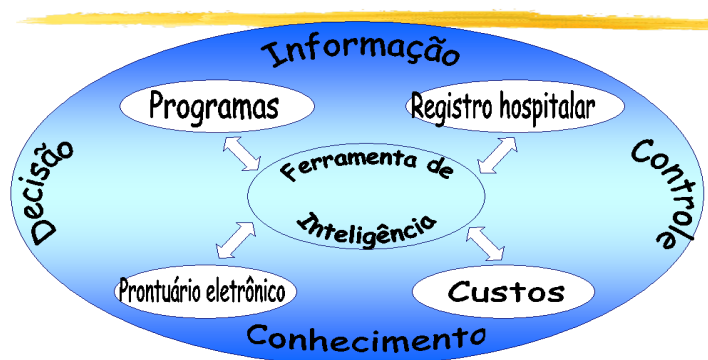 Informação
Programas
Registro hospitalar
Decisão
Ferramenta de
Inteligência
Controle
Prontuário eletrônico
Custos
Conhecimento